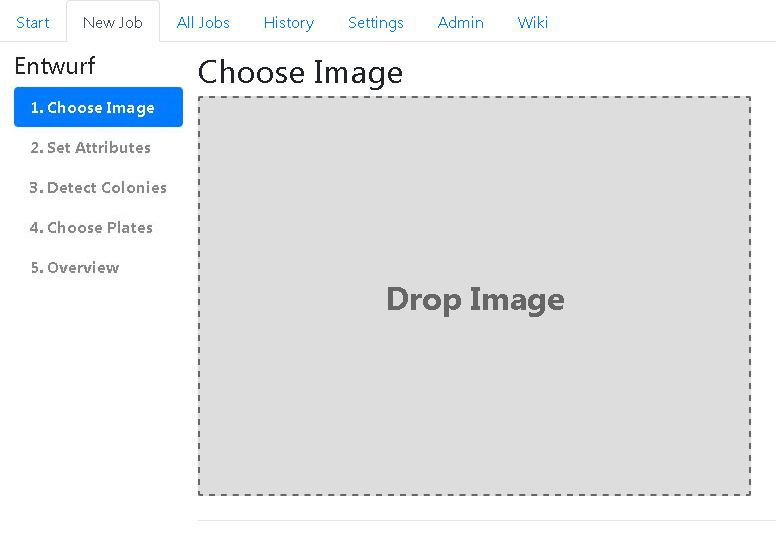 Start New Job All Jobs History Settings Admin Wiki
Entwurf
1. Choose Image
2. Set Attributes
3. Detect Colonies
4. Choose Plates
5. Overview
Choose Image
Drop Image